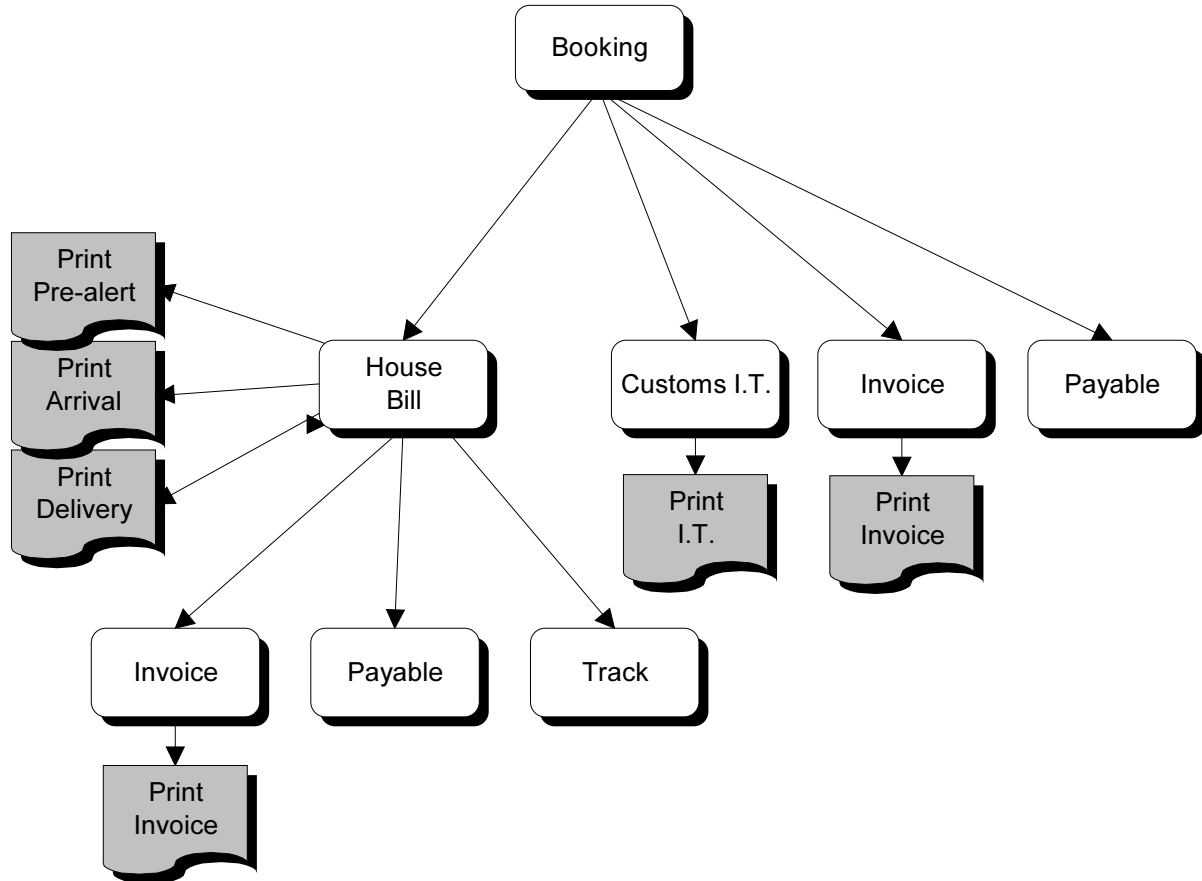 Booking
Print
Pre-alert
Print
Arrival
Print
Delivery
House
Bill
Customs I.T.
Invoice
Payable
Print
I.T.
Print
Invoice
Invoice
Payable
Track
Print
Invoice